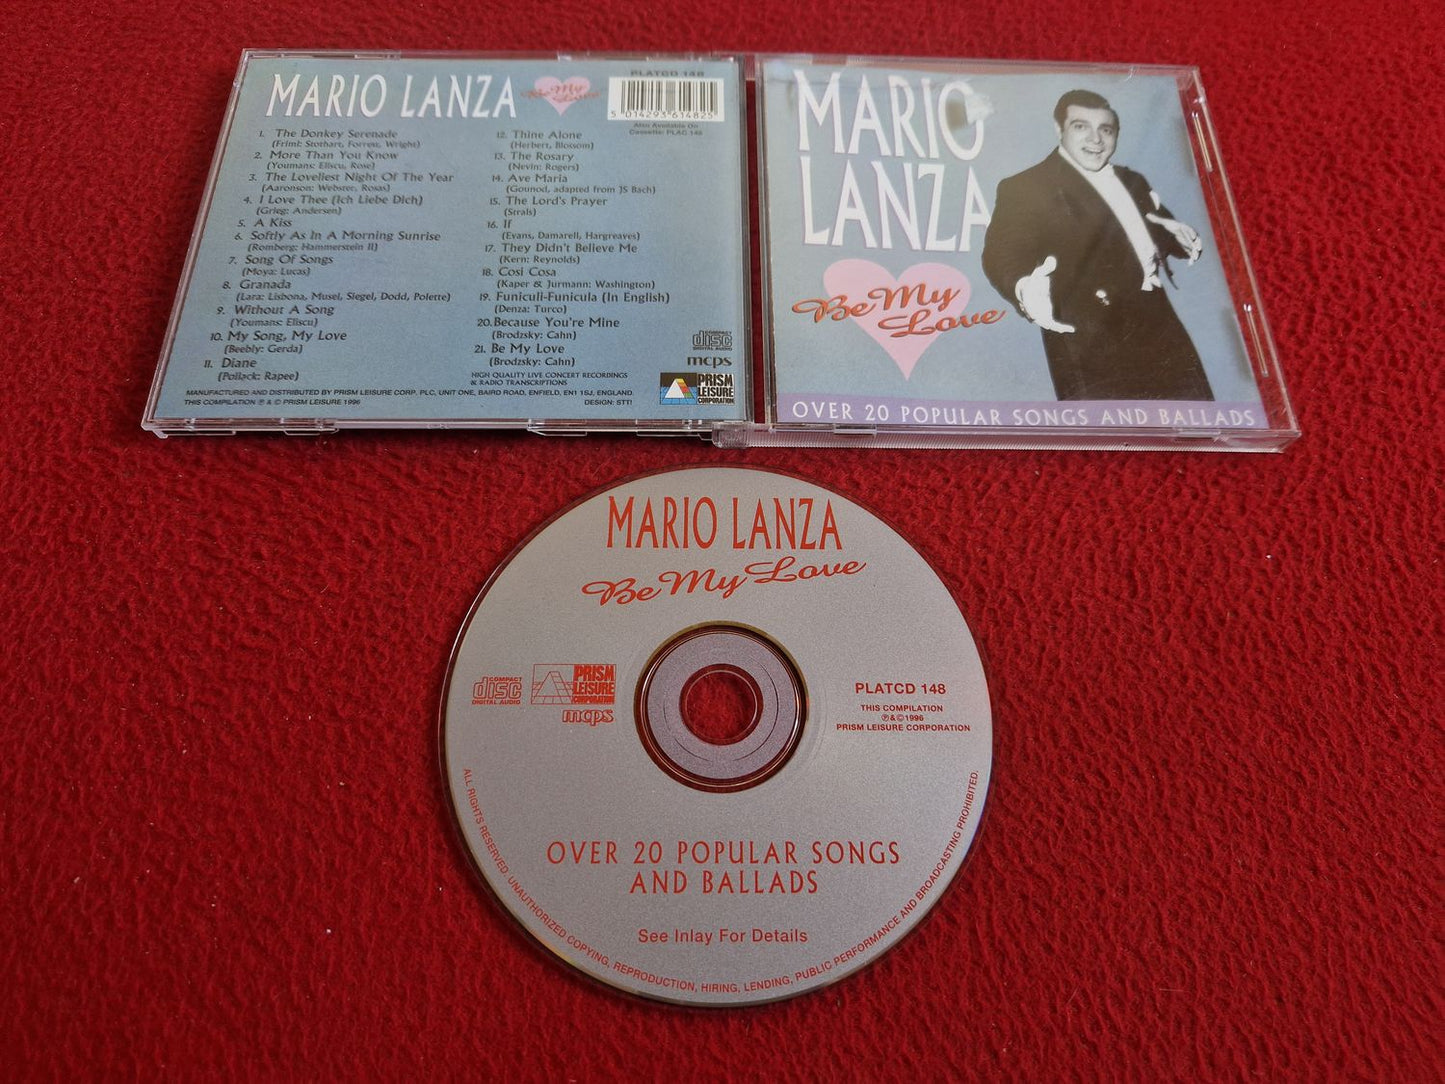 MARIO LANZA
Be My
Love
PLATCD 148
5 014293 614825
Also Available On
Cassette: PLAC 148
1. The Donkey Serenade
(Friml: Stothart, Forrest, Wright)
2. More Than You Know
(Youmans: Eliscu, Rose)
3. The Loveliest Night Of The Year
(Aaronson: Webster, Rosas)
4. I Love Thee (Ich Liebe Dich)
(Grieg: Andersen)
5. A Kiss
6. Softly As In A Morning Sunrise
(Romberg: Hammerstein II)
7. Song Of Songs
(Moya: Lucas)
8. Granada
(Lara: Lisbona, Musel, Siegel, Dodd, Polette)
9. Without A Song
(Youmans: Eliscu)
10. My Song, My Love
(Beebly: Gerda)
11. Diane
(Pollack: Rapee)
12. Thine Alone
(Herbert, Blossom)
13. The Rosary
(Nevin: Rogers)
14. Ave Maria
(Gounod, adapted from JS Bach)
15. The Lord's Prayer
(Strals)
16. If
(Evans, Damarell, Hargreaves)
17. They Didn't Believe Me
(Kern: Reynolds)
18. Cosi Cosa
(Kaper & Jurmann: Washington)
19. Funiculi-Funicula (In English)
(Denza: Turco)
20. Because You're Mine
(Brodzsky: Cahn)
21. Be My Love
(Brodzsky: Cahn)
HIGH QUALITY LIVE CONCERT RECORDINGS
& RADIO TRANSCRIPTIONS
COMPACT
disc
DIGITAL AUDIO
mcps
PRISM
LEISURE
CORPORATION
MANUFACTURED AND DISTRIBUTED BY PRISM LEISURE CORP. PLC, UNIT ONE, BAIRD ROAD, ENFIELD, EN1 1SJ, ENGLAND.
THIS COMPILATION ℗ & © PRISM LEISURE 1996
DESIGN: STT!
MARIO
LANZA
Be My
Love
OVER 20 POPULAR SONGS AND BALLADS
MARIO LANZA
Be My Love
COMPACT
disc
DIGITAL AUDIO
PRISM
LEISURE
CORPORATION
mcps
PLATCD 148
THIS COMPILATION
℗&©1996
PRISM LEISURE CORPORATION
OVER 20 POPULAR SONGS
AND BALLADS
See Inlay For Details
ALL RIGHTS RESERVED. UNAUTHORIZED COPYING, REPRODUCTION, HIRING, LENDING, PUBLIC PERFORMANCE AND BROADCASTING PROHIBITED.